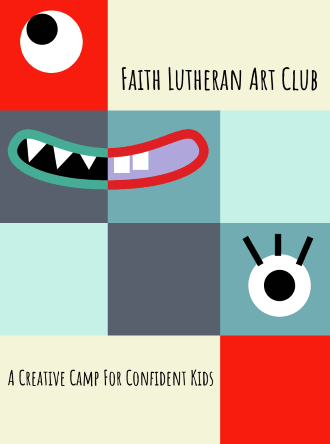 Faith Lutheran Art Club
A Creative Camp For Confident Kids